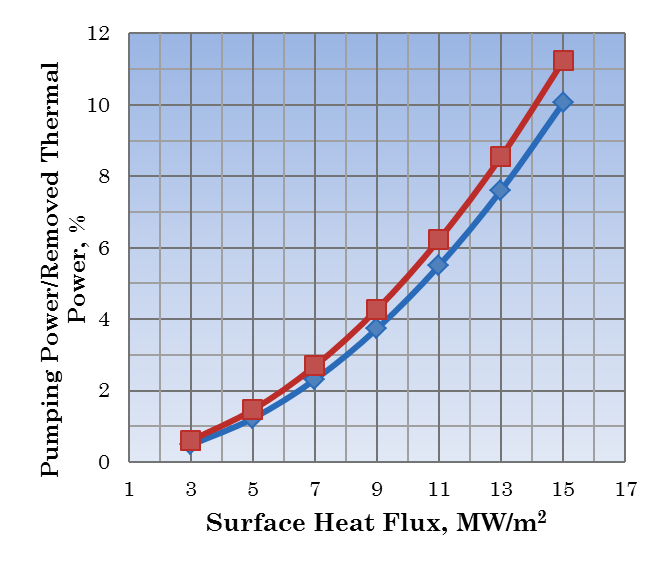 Pumping Power/Removed Thermal
Power, %
12
10
8
6
4
2
0
1 3 5 7 9 11 13 15 17
Surface Heat Flux, MW/m²